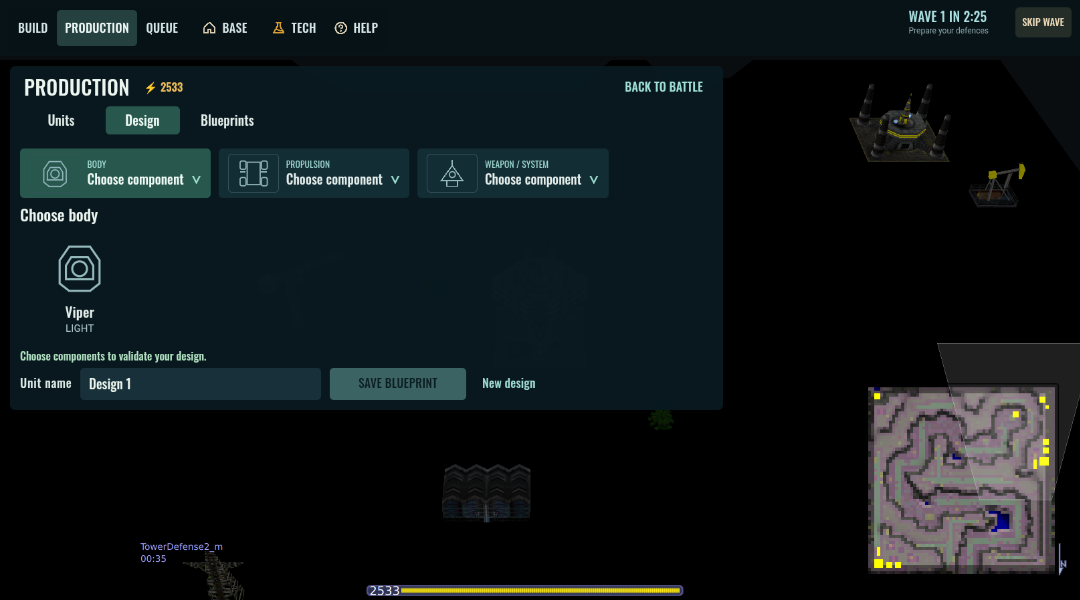 BUILD PRODUCTION QUEUE BASE TECH HELP
WAVE 1 IN 2:25
Prepare your defences
SKIP WAVE
PRODUCTION 2533
BACK TO BATTLE
Units Design Blueprints
BODY
Choose component
PROPULSION
Choose component
WEAPON / SYSTEM
Choose component
Choose body
Viper
LIGHT
Choose components to validate your design.
Unit name Design 1 SAVE BLUEPRINT New design
TowerDefense2_m
00:35
2533
N